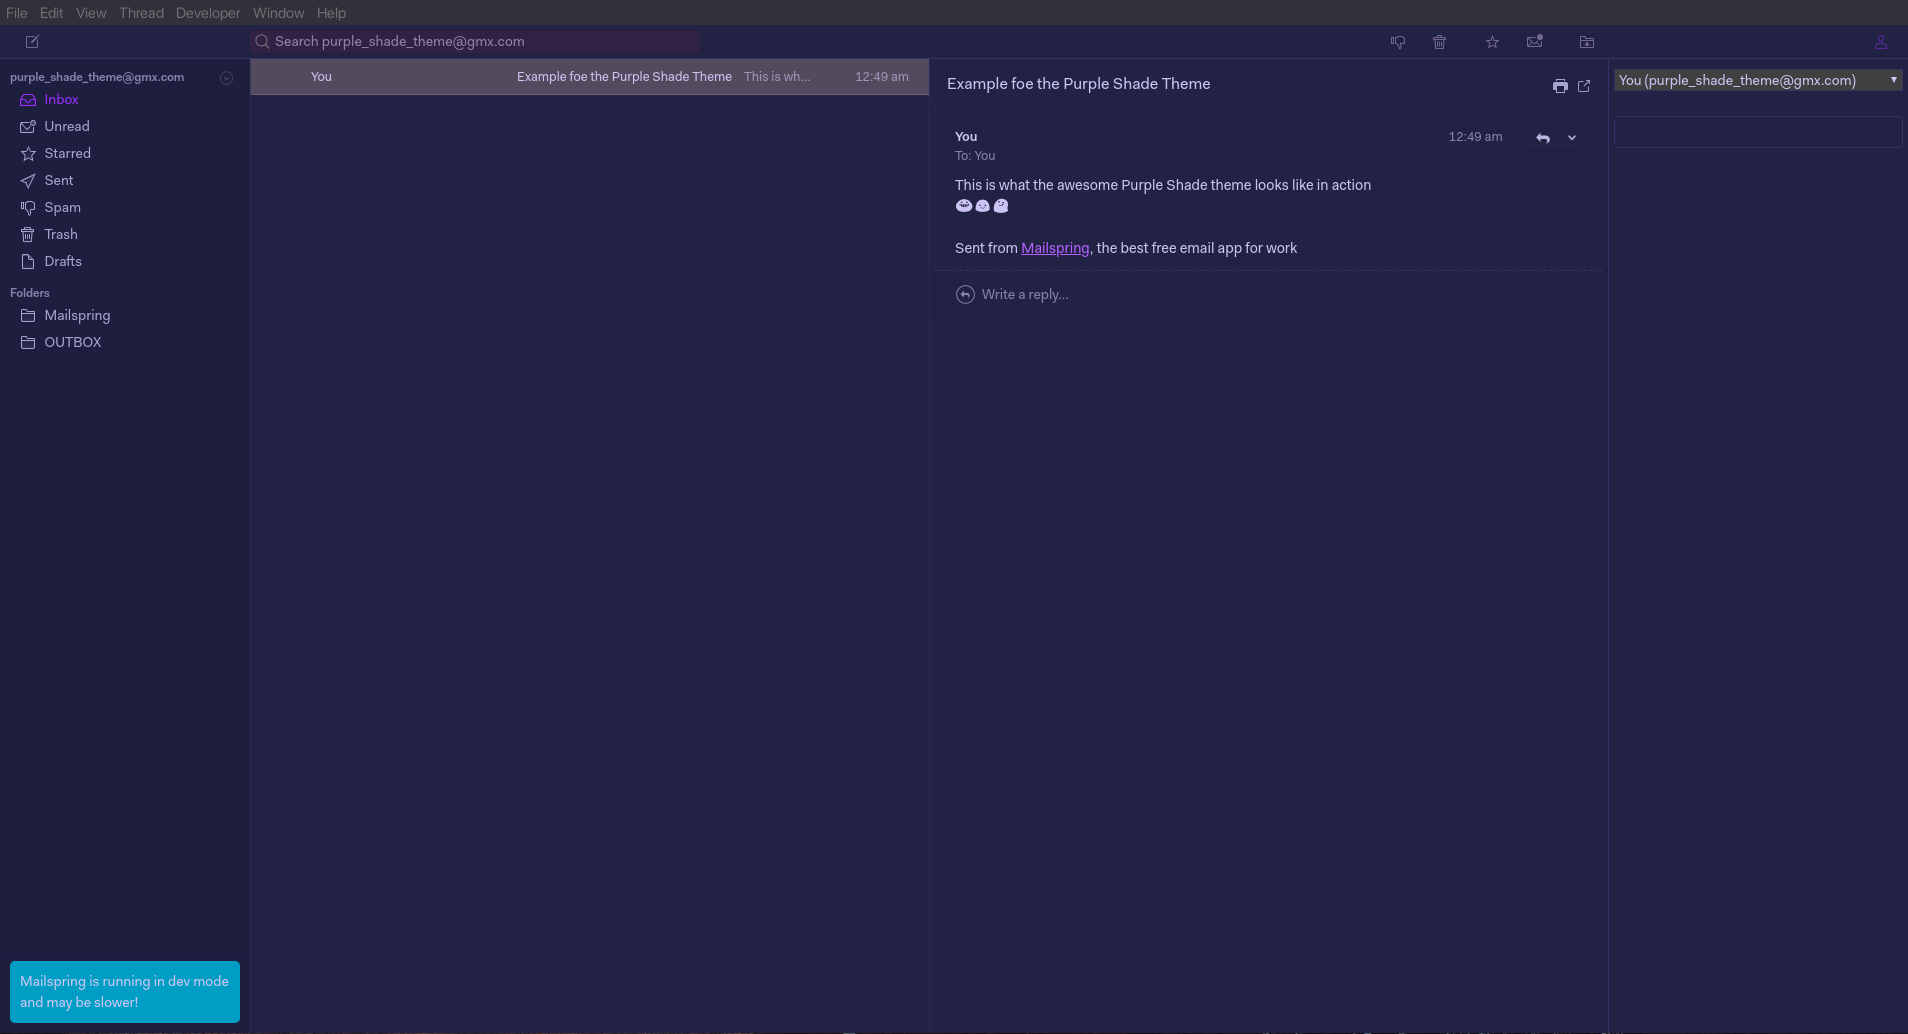 File Edit View Thread Developer Window Help
Search purple_shade_theme@gmx.com
purple_shade_theme@gmx.com
Inbox
Unread
Starred
Sent
Spam
Trash
Drafts
Folders
Mailspring
OUTBOX
Mailspring is running in dev mode
and may be slower!
You Example foe the Purple Shade Theme This is wh... 12:49 am
Example foe the Purple Shade Theme
You 12:49 am
To: You
This is what the awesome Purple Shade theme looks like in action
Sent from Mailspring, the best free email app for work
Write a reply...
You (purple_shade_theme@gmx.com)